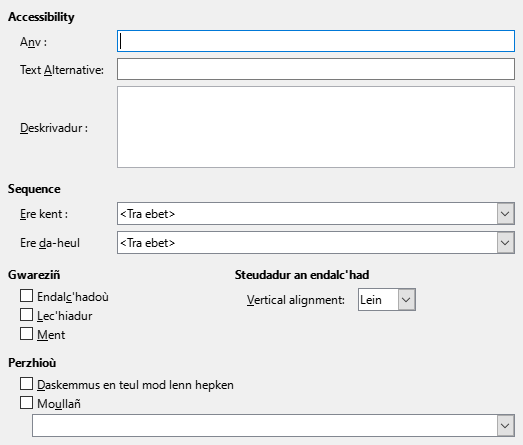 Accessibility
Anv :
Text Alternative:
Deskrivadur :
Sequence
Ere kent :
<Tra ebet>
Ere da-heul
<Tra ebet>
Gwareziñ
Steudadur an endalc'had
Endalc'hadoù
Vertical alignment:
Lein
Lec'hiadur
Ment
Perzhioù
Daskemmus en teul mod lenn hepken
Moullañ